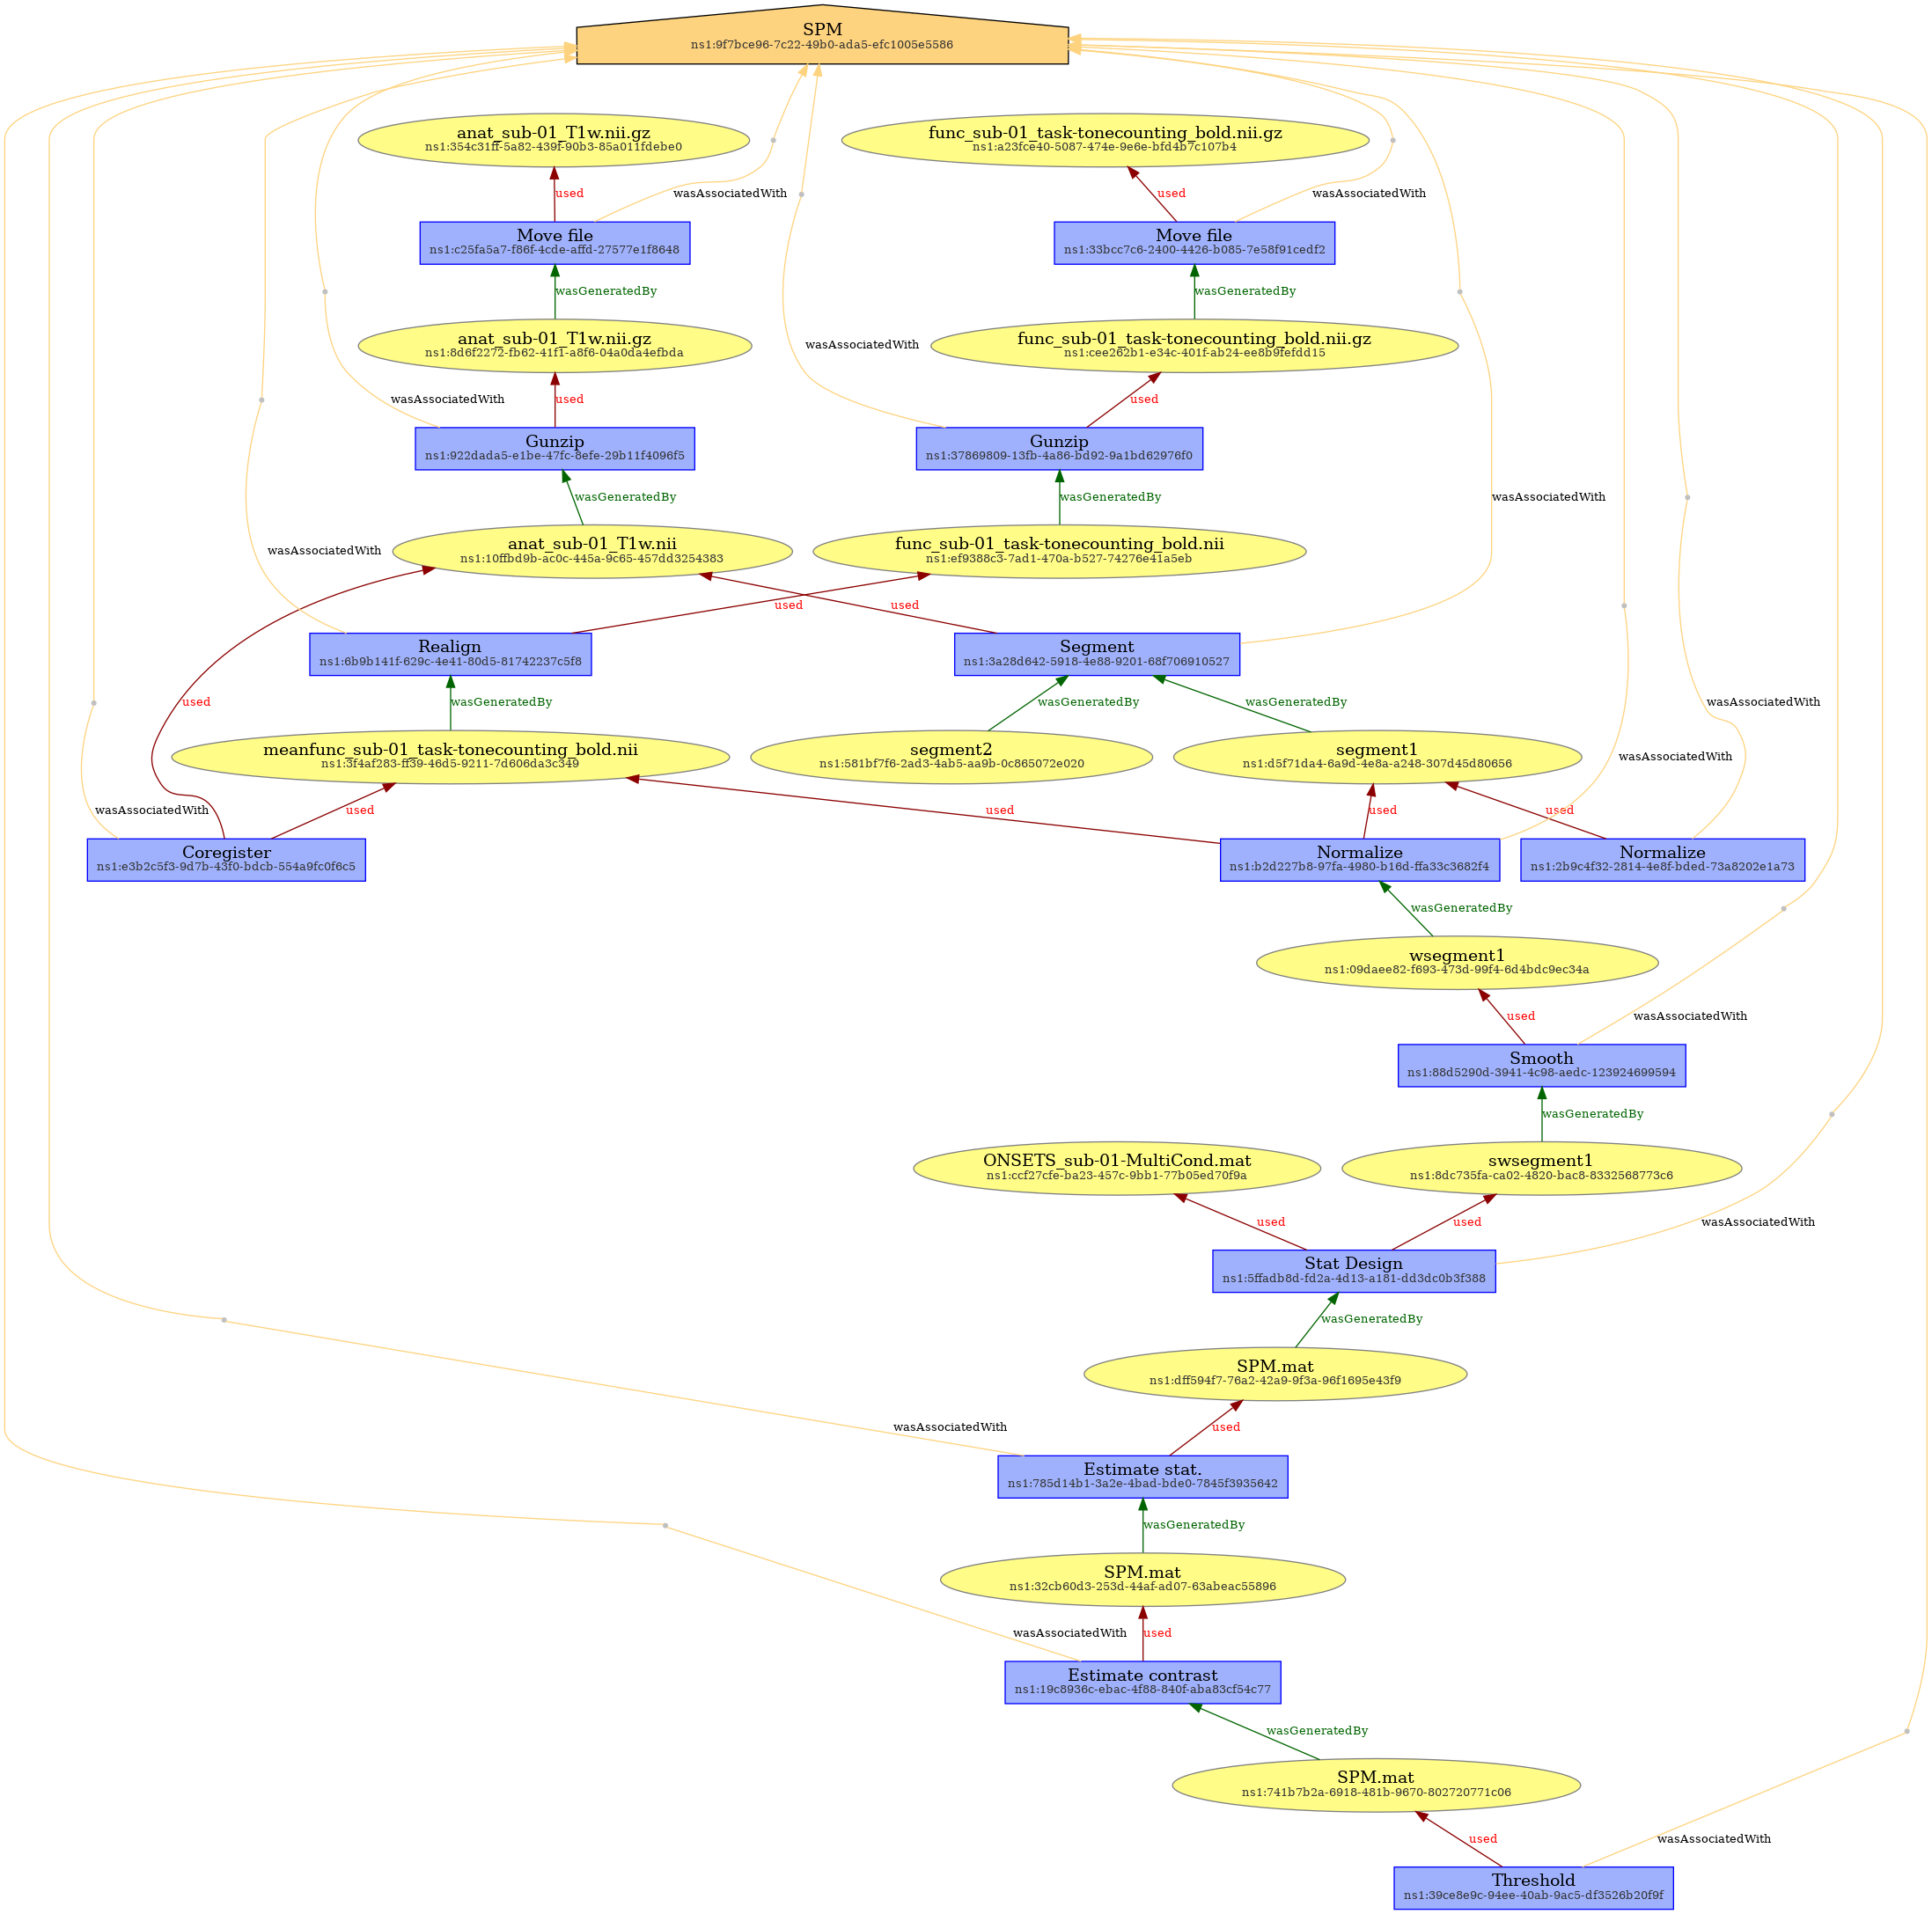 SPM
ns1:9f7bce96-7c22-49b0-ada5-efc1005e5586
anat_sub-01_T1w.nii.gz
ns1:354c31ff-5a82-439f-90b3-85a011fdebe0
func_sub-01_task-tonecounting_bold.nii.gz
ns1:a23fce40-5087-474e-9e6e-bfd4b7c107b4
used
wasAssociatedWith
used
wasAssociatedWith
Move file
ns1:c25fa5a7-f86f-4cde-affd-27577e1f8648
Move file
ns1:33bcc7c6-2400-4426-b085-7e58f91cedf2
wasGeneratedBy
wasGeneratedBy
anat_sub-01_T1w.nii.gz
ns1:8d6f2272-fb62-41f1-a8f6-04a0da4efbda
wasAssociatedWith
func_sub-01_task-tonecounting_bold.nii.gz
ns1:cee262b1-e34c-401f-ab24-ee8b9fefdd15
wasAssociatedWith
used
used
Gunzip
ns1:922dada5-e1be-47fc-8efe-29b11f4096f5
Gunzip
ns1:37869809-13fb-4a86-bd92-9a1bd62976f0
wasGeneratedBy
wasGeneratedBy
wasAssociatedWith
wasAssociatedWith
anat_sub-01_T1w.nii
ns1:10ffbd9b-ac0c-445a-9c65-457dd3254383
func_sub-01_task-tonecounting_bold.nii
ns1:ef9388c3-7ad1-470a-b527-74276e41a5eb
used
used
Realign
ns1:6b9b141f-629c-4e41-80d5-81742237c5f8
Segment
ns1:3a28d642-5918-4e88-9201-68f706910527
used
wasGeneratedBy
wasGeneratedBy
wasGeneratedBy
wasAssociatedWith
meanfunc_sub-01_task-tonecounting_bold.nii
ns1:3f4af283-ff39-46d5-9211-7d606da3c349
segment2
ns1:581bf7f6-2ad3-4ab5-aa9b-0c865072e020
segment1
ns1:d5f71da4-6a9d-4e8a-a248-307d45d80656
wasAssociatedWith
wasAssociatedWith
used
used
used
used
Coregister
ns1:e3b2c5f3-9d7b-43f0-bdcb-554a9fc0f6c5
Normalize
ns1:b2d227b8-97fa-4980-b16d-ffa33c3682f4
Normalize
ns1:2b9c4f32-2814-4e8f-bded-73a8202e1a73
wasGeneratedBy
wsegment1
ns1:09daee82-f693-473d-99f4-6d4bdc9ec34a
used
wasAssociatedWith
Smooth
ns1:88d5290d-3941-4c98-aedc-123924699594
wasGeneratedBy
ONSETS_sub-01-MultiCond.mat
ns1:ccf27cfe-ba23-457c-9bb1-77b05ed70f9a
swsegment1
ns1:8dc735fa-ca02-4820-bac8-8332568773c6
used
used
wasAssociatedWith
Stat Design
ns1:5ffadb8d-fd2a-4d13-a181-dd3dc0b3f388
wasGeneratedBy
SPM.mat
ns1:dff594f7-76a2-42a9-9f3a-96f1695e43f9
wasAssociatedWith
used
Estimate stat.
ns1:785d14b1-3a2e-4bad-bde0-7845f3935642
wasGeneratedBy
SPM.mat
ns1:32cb60d3-253d-44af-ad07-63abeac55896
wasAssociatedWith
used
Estimate contrast
ns1:19c8936c-ebac-4f88-840f-aba83cf54c77
wasGeneratedBy
SPM.mat
ns1:741b7b2a-6918-481b-9670-802720771c06
used
wasAssociatedWith
Threshold
ns1:39ce8e9c-94ee-40ab-9ac5-df3526b20f9f